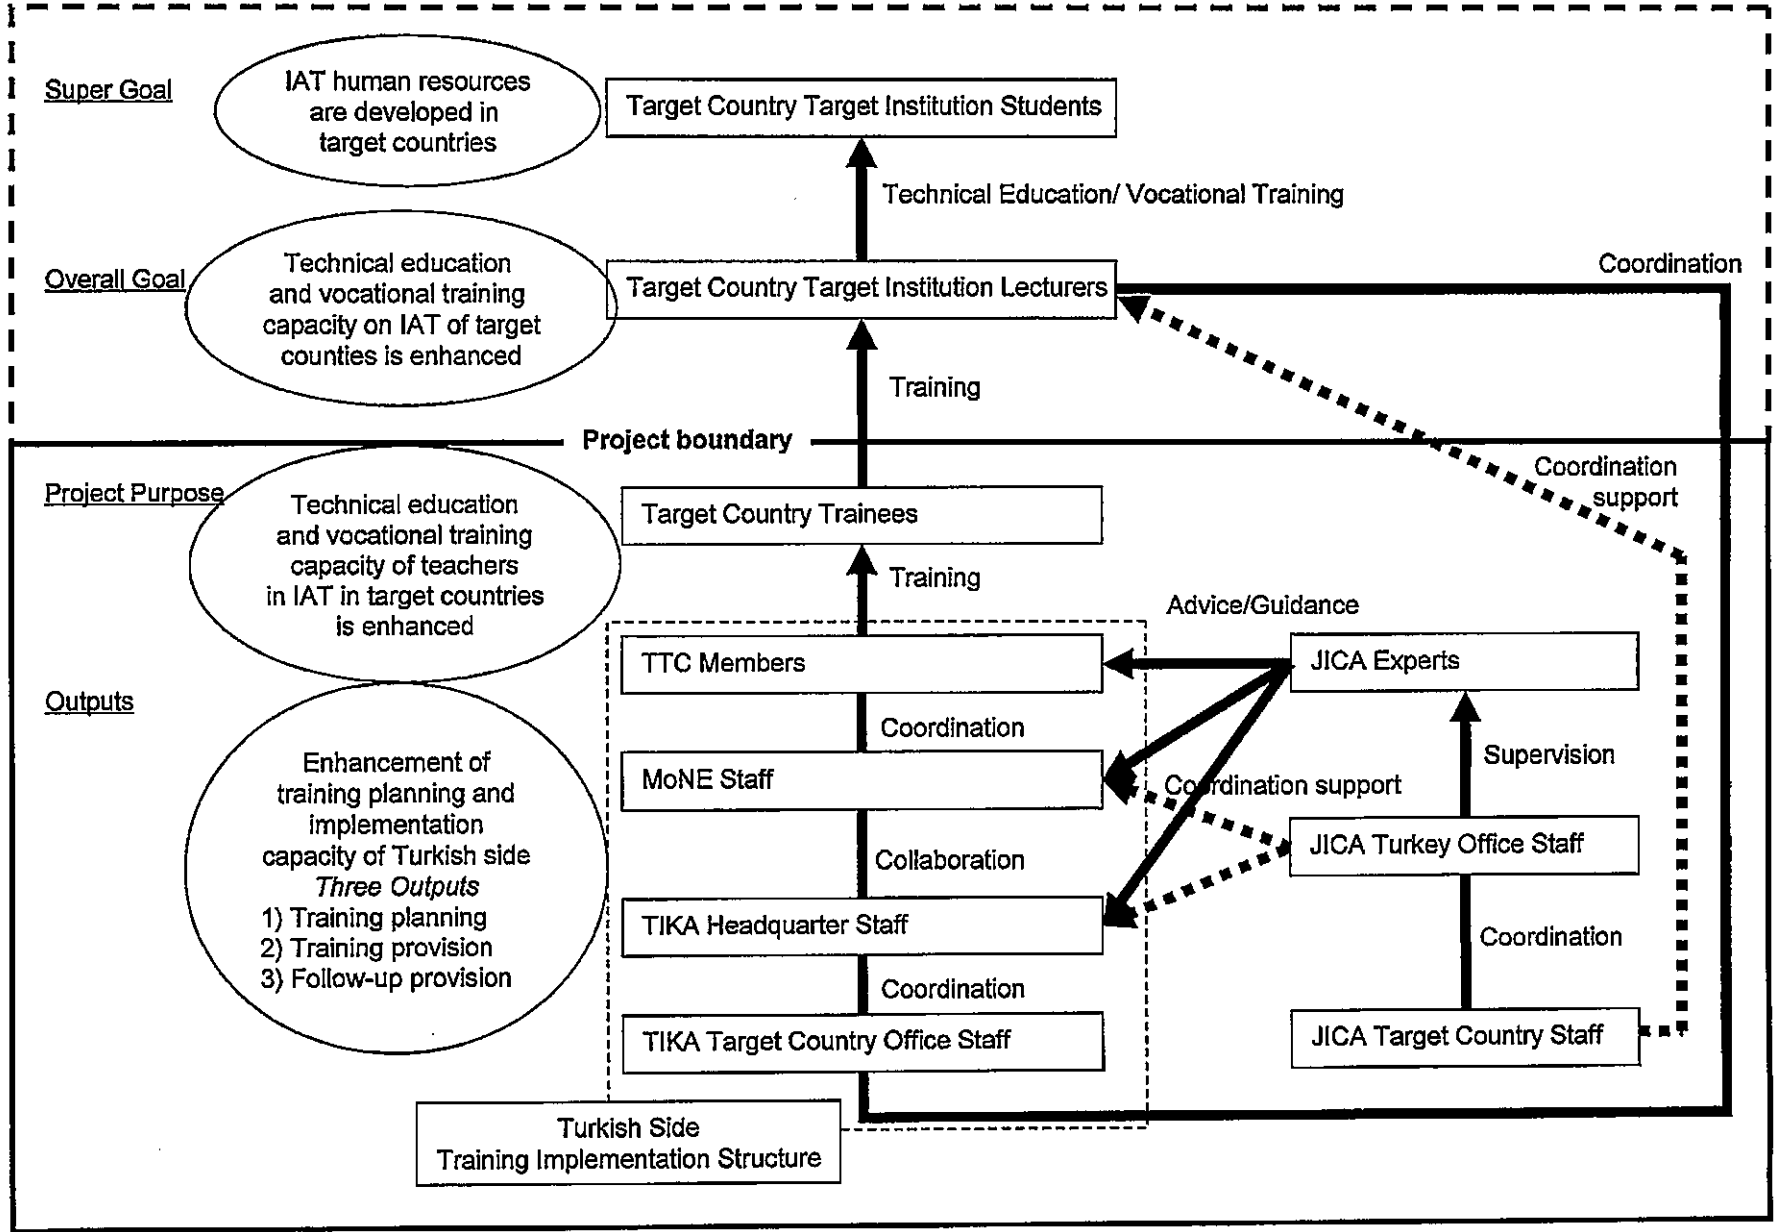 Super Goal
IAT human resources
are developed in
target countries
Target Country Target Institution Students
Technical Education/ Vocational Training
Overall Goal
Technical education
and vocational training
capacity on IAT of target
counties is enhanced
Target Country Target Institution Lecturers
Coordination
Training
Project boundary
Coordination
support
Project Purpose
Technical education
and vocational training
capacity of teachers
in IAT in target countries
is enhanced
Target Country Trainees
Training
Advice/Guidance
TTC Members
JICA Experts
Outputs
Coordination
Supervision
Enhancement of
training planning and
implementation
capacity of Turkish side
Three Outputs
1) Training planning
2) Training provision
3) Follow-up provision
MoNE Staff
Coordination support
JICA Turkey Office Staff
Collaboration
TIKA Headquarter Staff
Coordination
Coordination
TIKA Target Country Office Staff
JICA Target Country Staff
Turkish Side
Training Implementation Structure